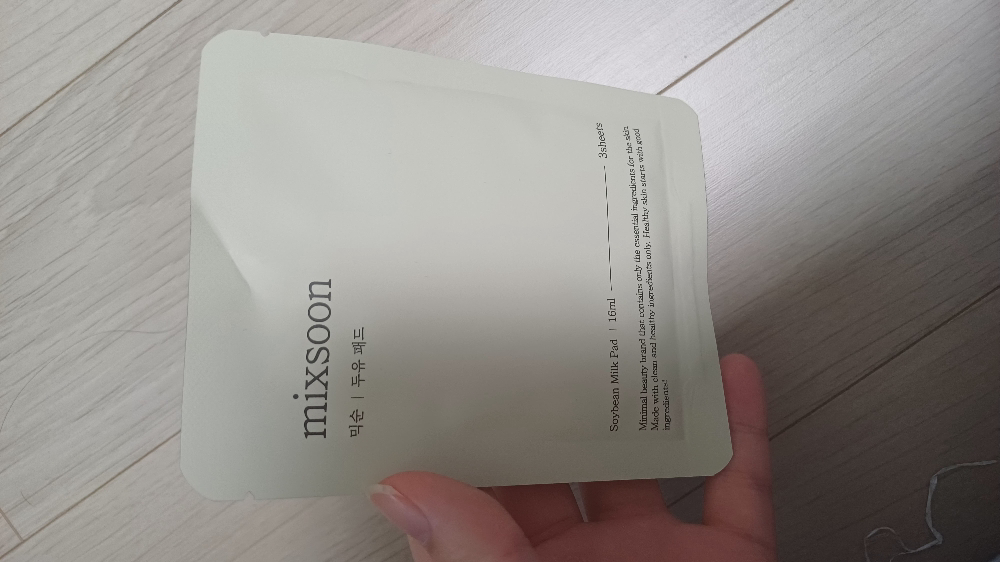 mixsoon
믹순 | 두유 패드
Soybean Milk Pad | 16ml 3sheets
Minimal beauty brand that contains only the essential ingredients for the skin.
Made with clean and healthy ingredients only. Healthy skin starts with good
ingredients!